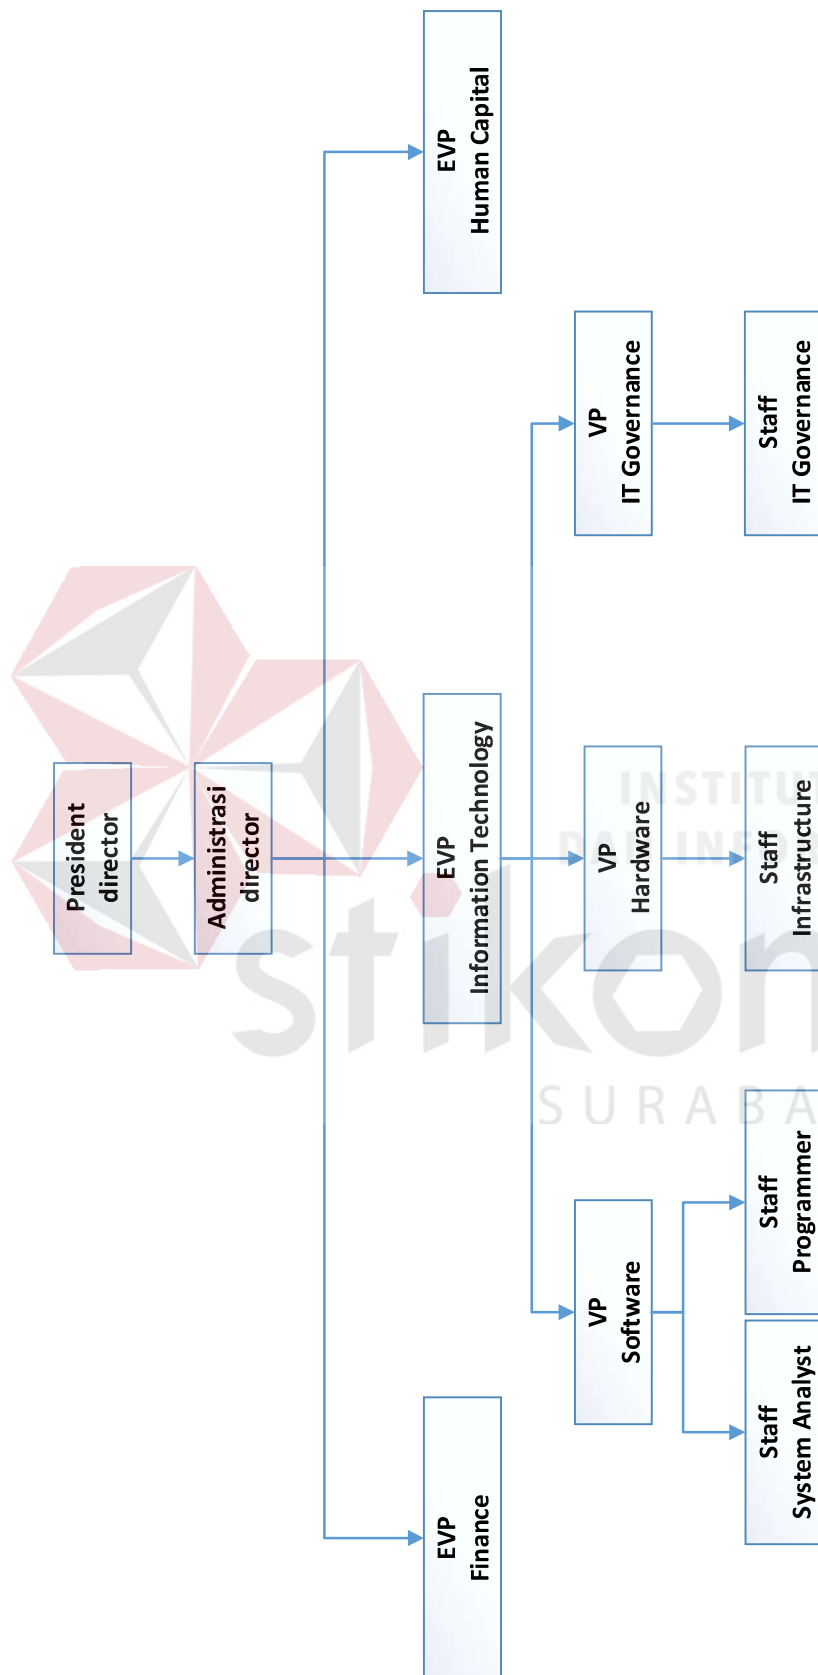 President
director
Administrasi
director
EVP
Finance
EVP
Information Technology
EVP
Human Capital
VP
Software
VP
Hardware
VP
IT Governance
Staff
System Analyst
Staff
Programmer
Staff
Infrastructure
Staff
IT Governance
INSTITUT
stikom
SURABA